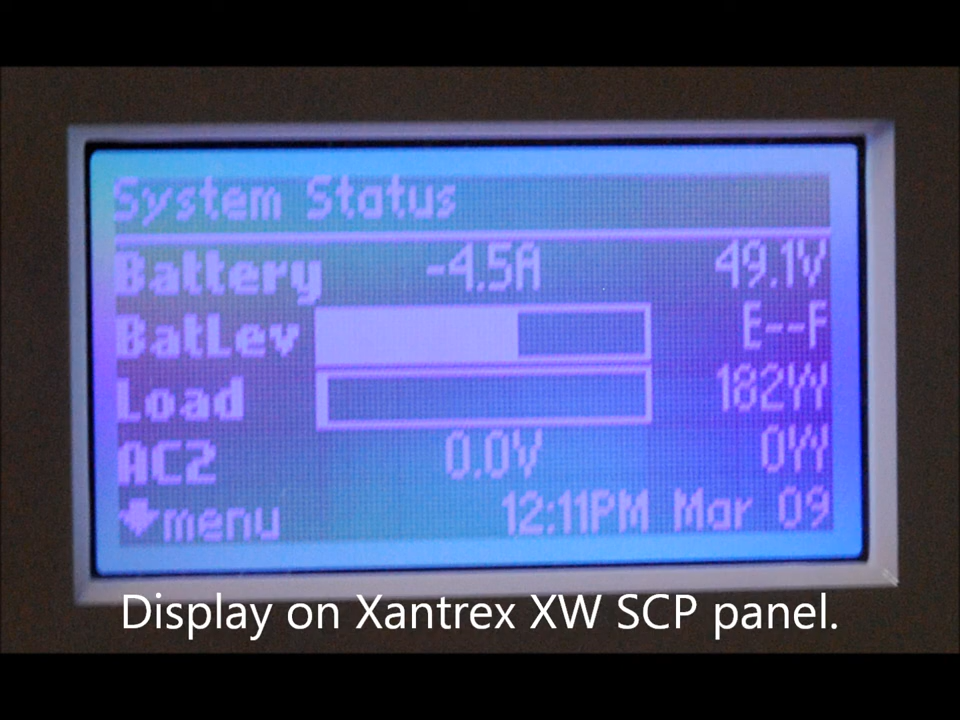 System Status
Battery -4.5A 49.1V
BatLev E--F
Load 182W
AC2 0.0V 0W
menu 12:11PM Mar 09
Display on Xantrex XW SCP panel.